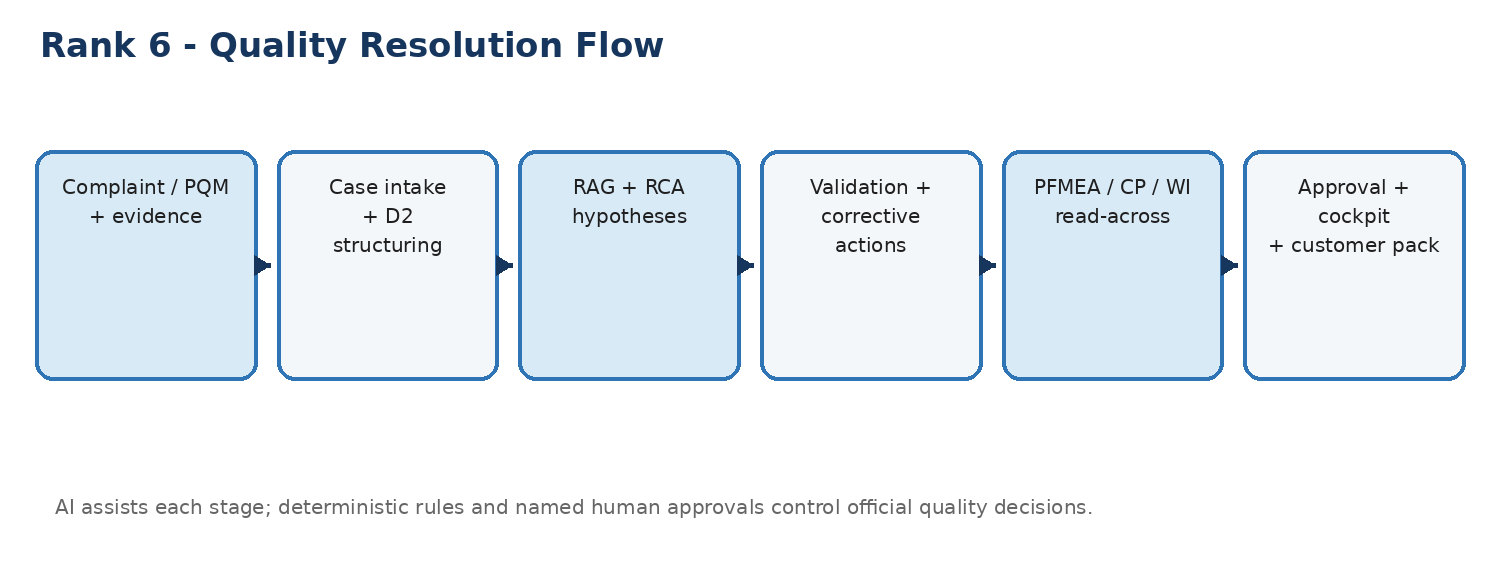 Rank 6 - Quality Resolution Flow
Complaint / PQM
+ evidence
Case intake
+ D2
structuring
RAG + RCA
hypotheses
Validation +
corrective
actions
PFMEA / CP / WI
read-across
Approval +
cockpit
+ customer pack
AI assists each stage; deterministic rules and named human approvals control official quality decisions.